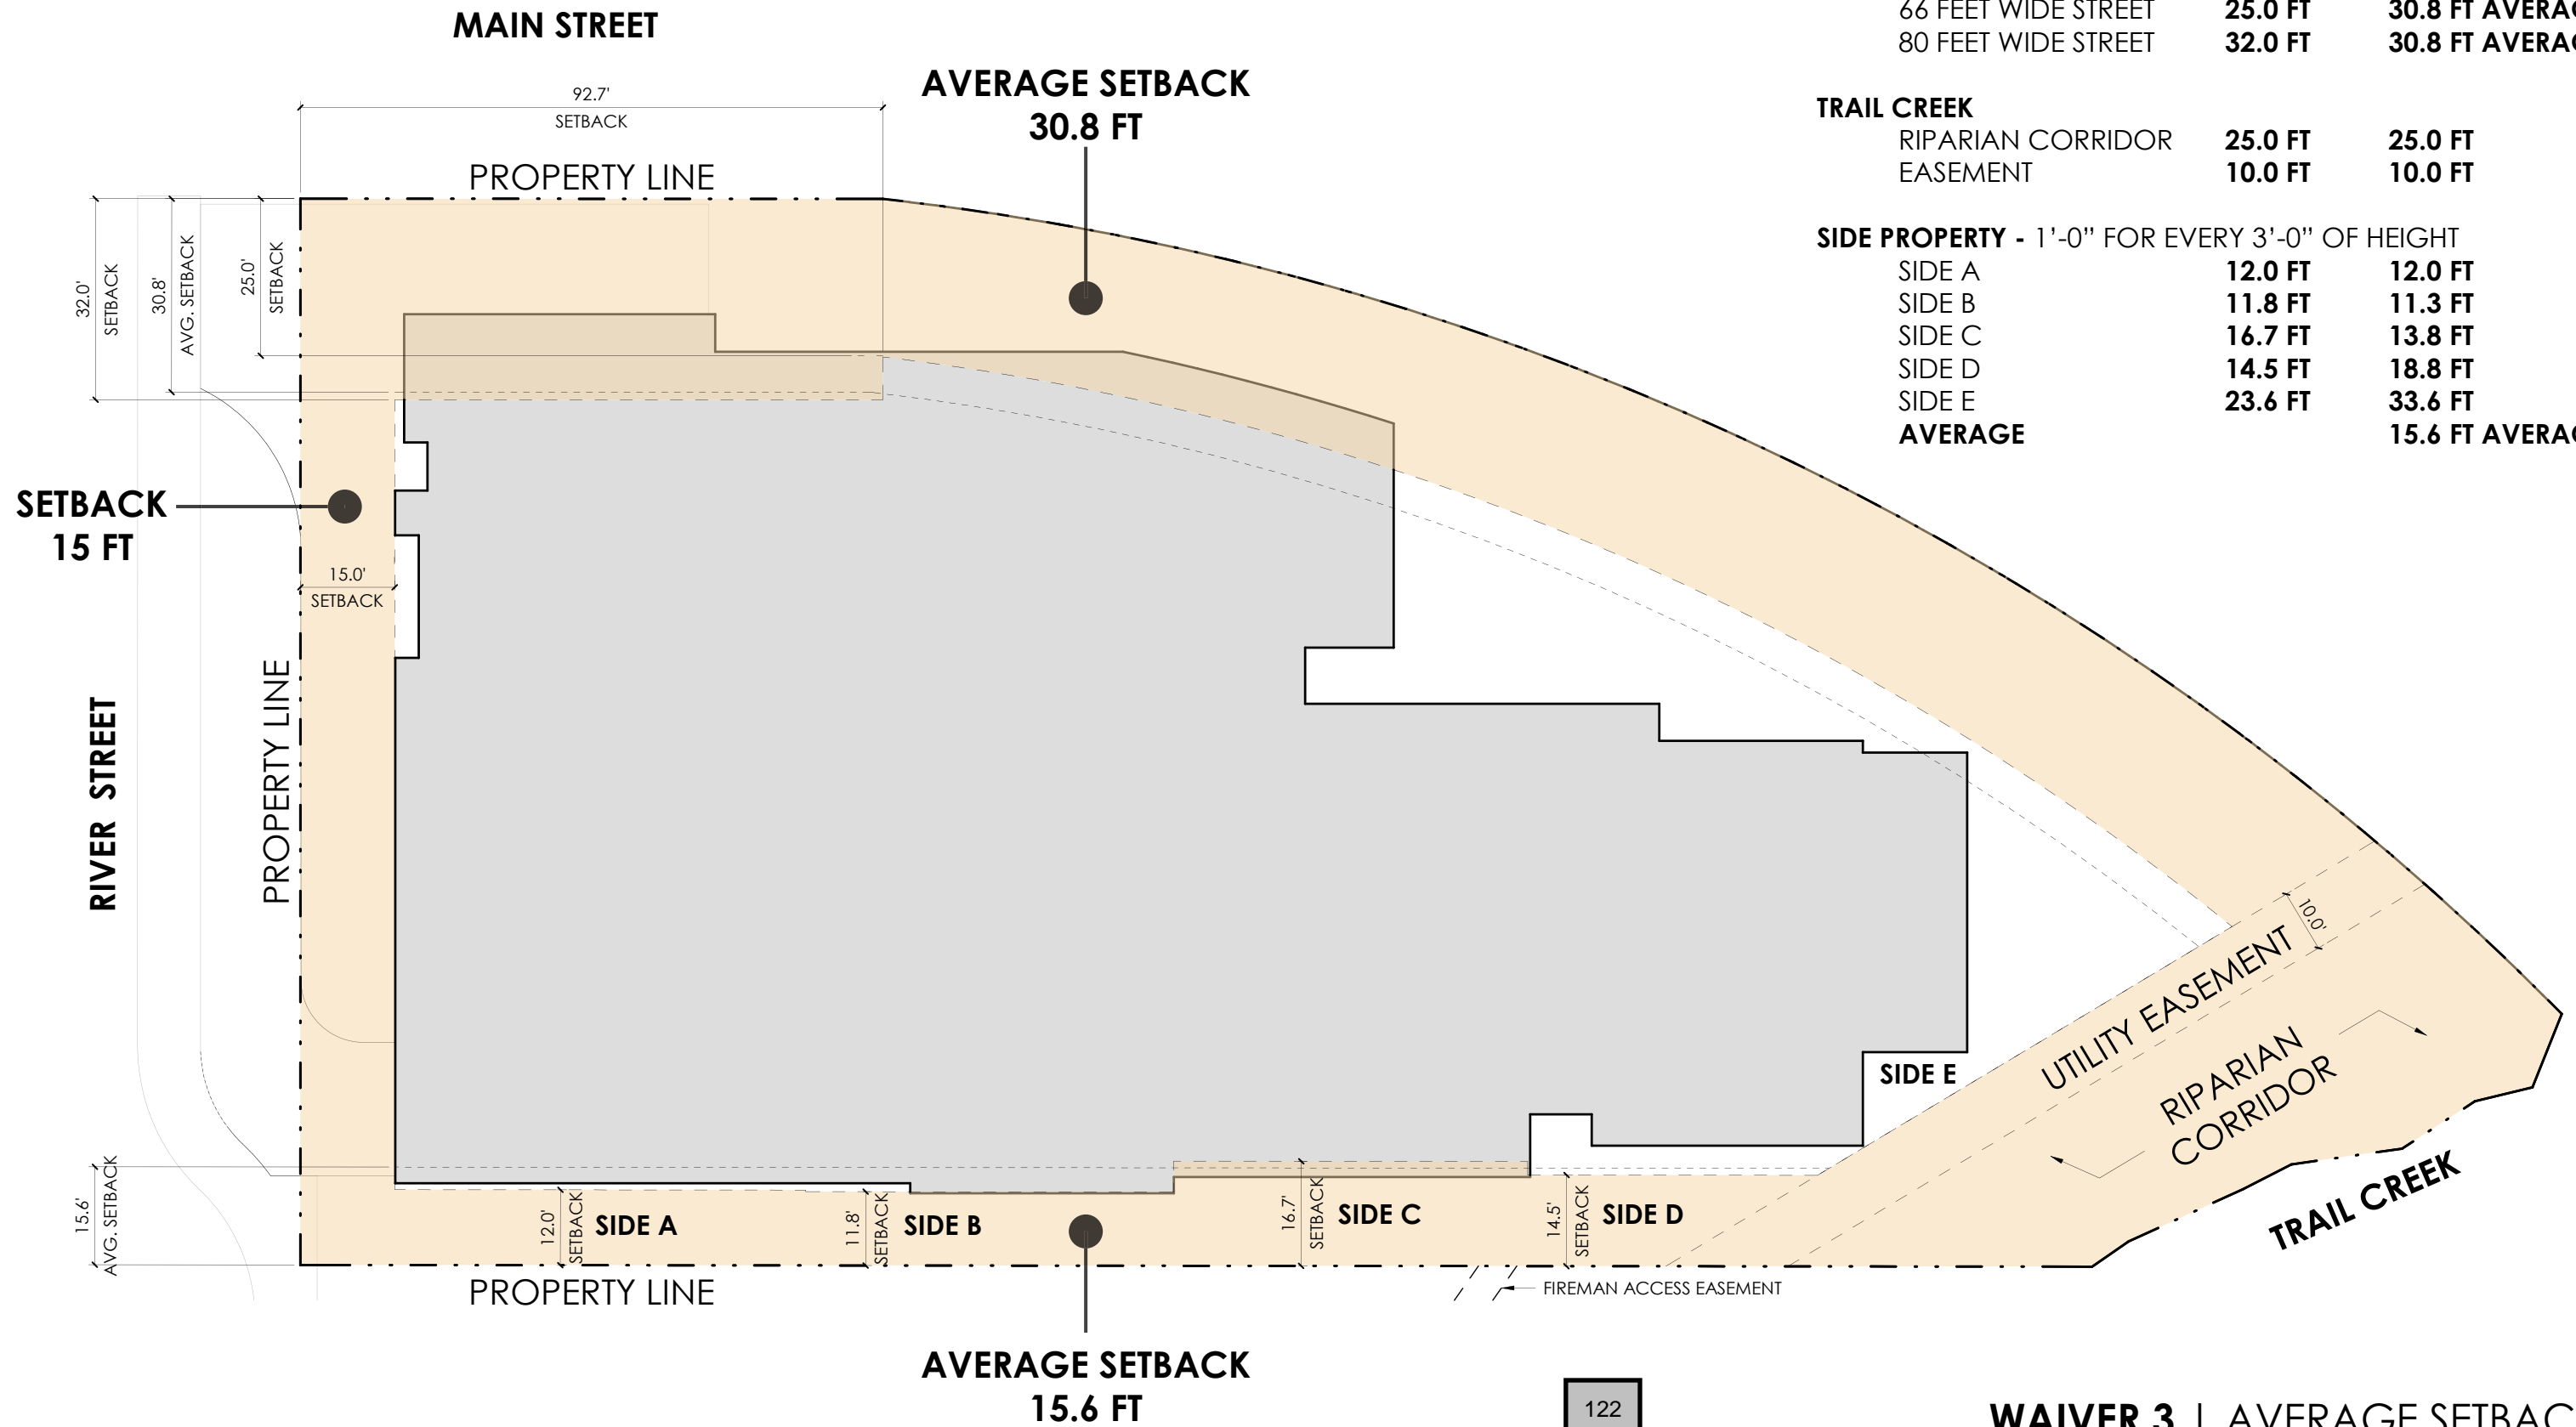 MAIN STREET
66 FEET WIDE STREET 25.0 FT 30.8 FT
80 FEET WIDE STREET 32.0 FT 30.8 FT
TRAIL CREEK
RIPARIAN CORRIDOR 25.0 FT 25.0 FT
EASEMENT 10.0 FT 10.0 FT
SIDE PROPERTY - 1’-0” FOR EVERY 3’-0” OF HEIGHT
SIDE A 12.0 FT 12.0 FT
SIDE B 11.8 FT 11.3 FT
SIDE C 16.7 FT 13.8 FT
SIDE D 14.5 FT 18.8 FT
SIDE E 23.6 FT 33.6 FT
AVERAGE 15.6 FT
AVERAGE SETBACK
30.8 FT
92.7'
SETBACK
PROPERTY LINE
32.0'
SETBACK
30.8'
AVG. SETBACK
25.0'
SETBACK
SETBACK
15 FT
15.0'
SETBACK
PROPERTY LINE
RIVER STREET
10.0'
UTILITY EASEMENT
RIPARIAN
CORRIDOR
TRAIL CREEK
SIDE E
15.6'
AVG. SETBACK
12.0'
SETBACK
SIDE A
11.8'
SETBACK
SIDE B
16.7'
SETBACK
SIDE C
14.5'
SETBACK
SIDE D
PROPERTY LINE
FIREMAN ACCESS EASEMENT
AVERAGE SETBACK
15.6 FT
122
WAIVER 3 | AVERAGE